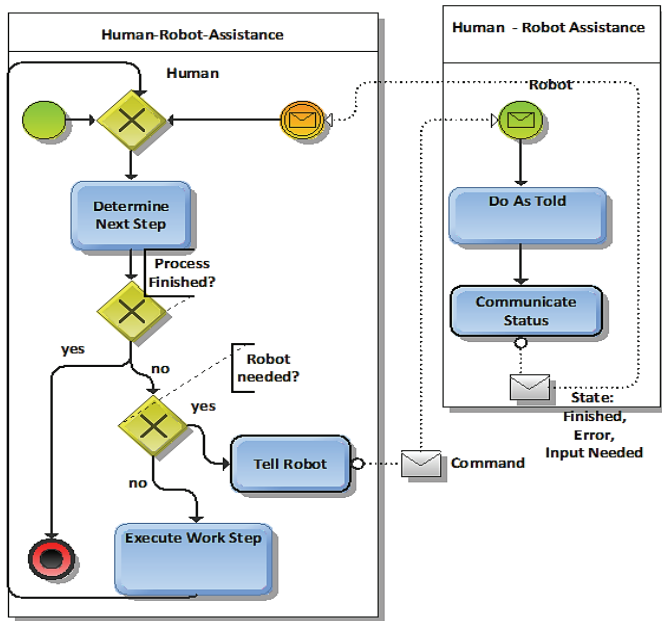 Human-Robot-Assistance
Human
Determine
Next Step
Process
Finished?
yes
no
Robot
needed?
yes
no
Tell Robot
Execute Work Step
Command
Human - Robot Assistance
Robot
Do As Told
Communicate
Status
State:
Finished,
Error,
Input Needed